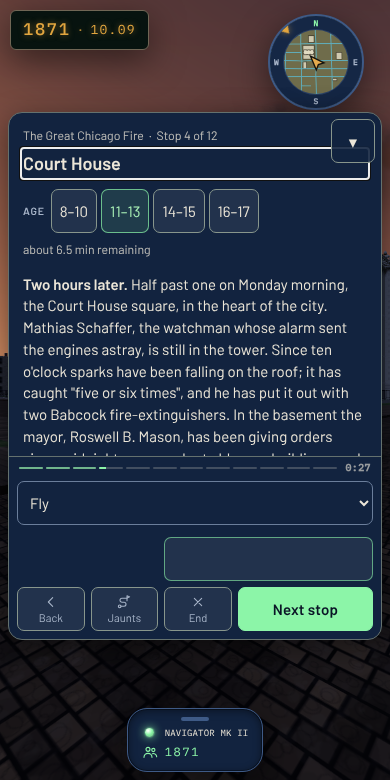 1871 · 10.09
N
W
E
S
The Great Chicago Fire · Stop 4 of 12
Court House
AGE
8–10
11–13
14–15
16–17
about 6.5 min remaining
Two hours later. Half past one on Monday morning,
the Court House square, in the heart of the city.
Mathias Schaffer, the watchman whose alarm sent
the engines astray, is still in the tower. Since ten
o'clock sparks have been falling on the roof; it has
caught "five or six times", and he has put it out with
two Babcock fire-extinguishers. In the basement the
mayor, Roswell B. Mason, has been giving orders
0:27
Fly
Back
Jaunts
End
Next stop
NAVIGATOR MK II
1871